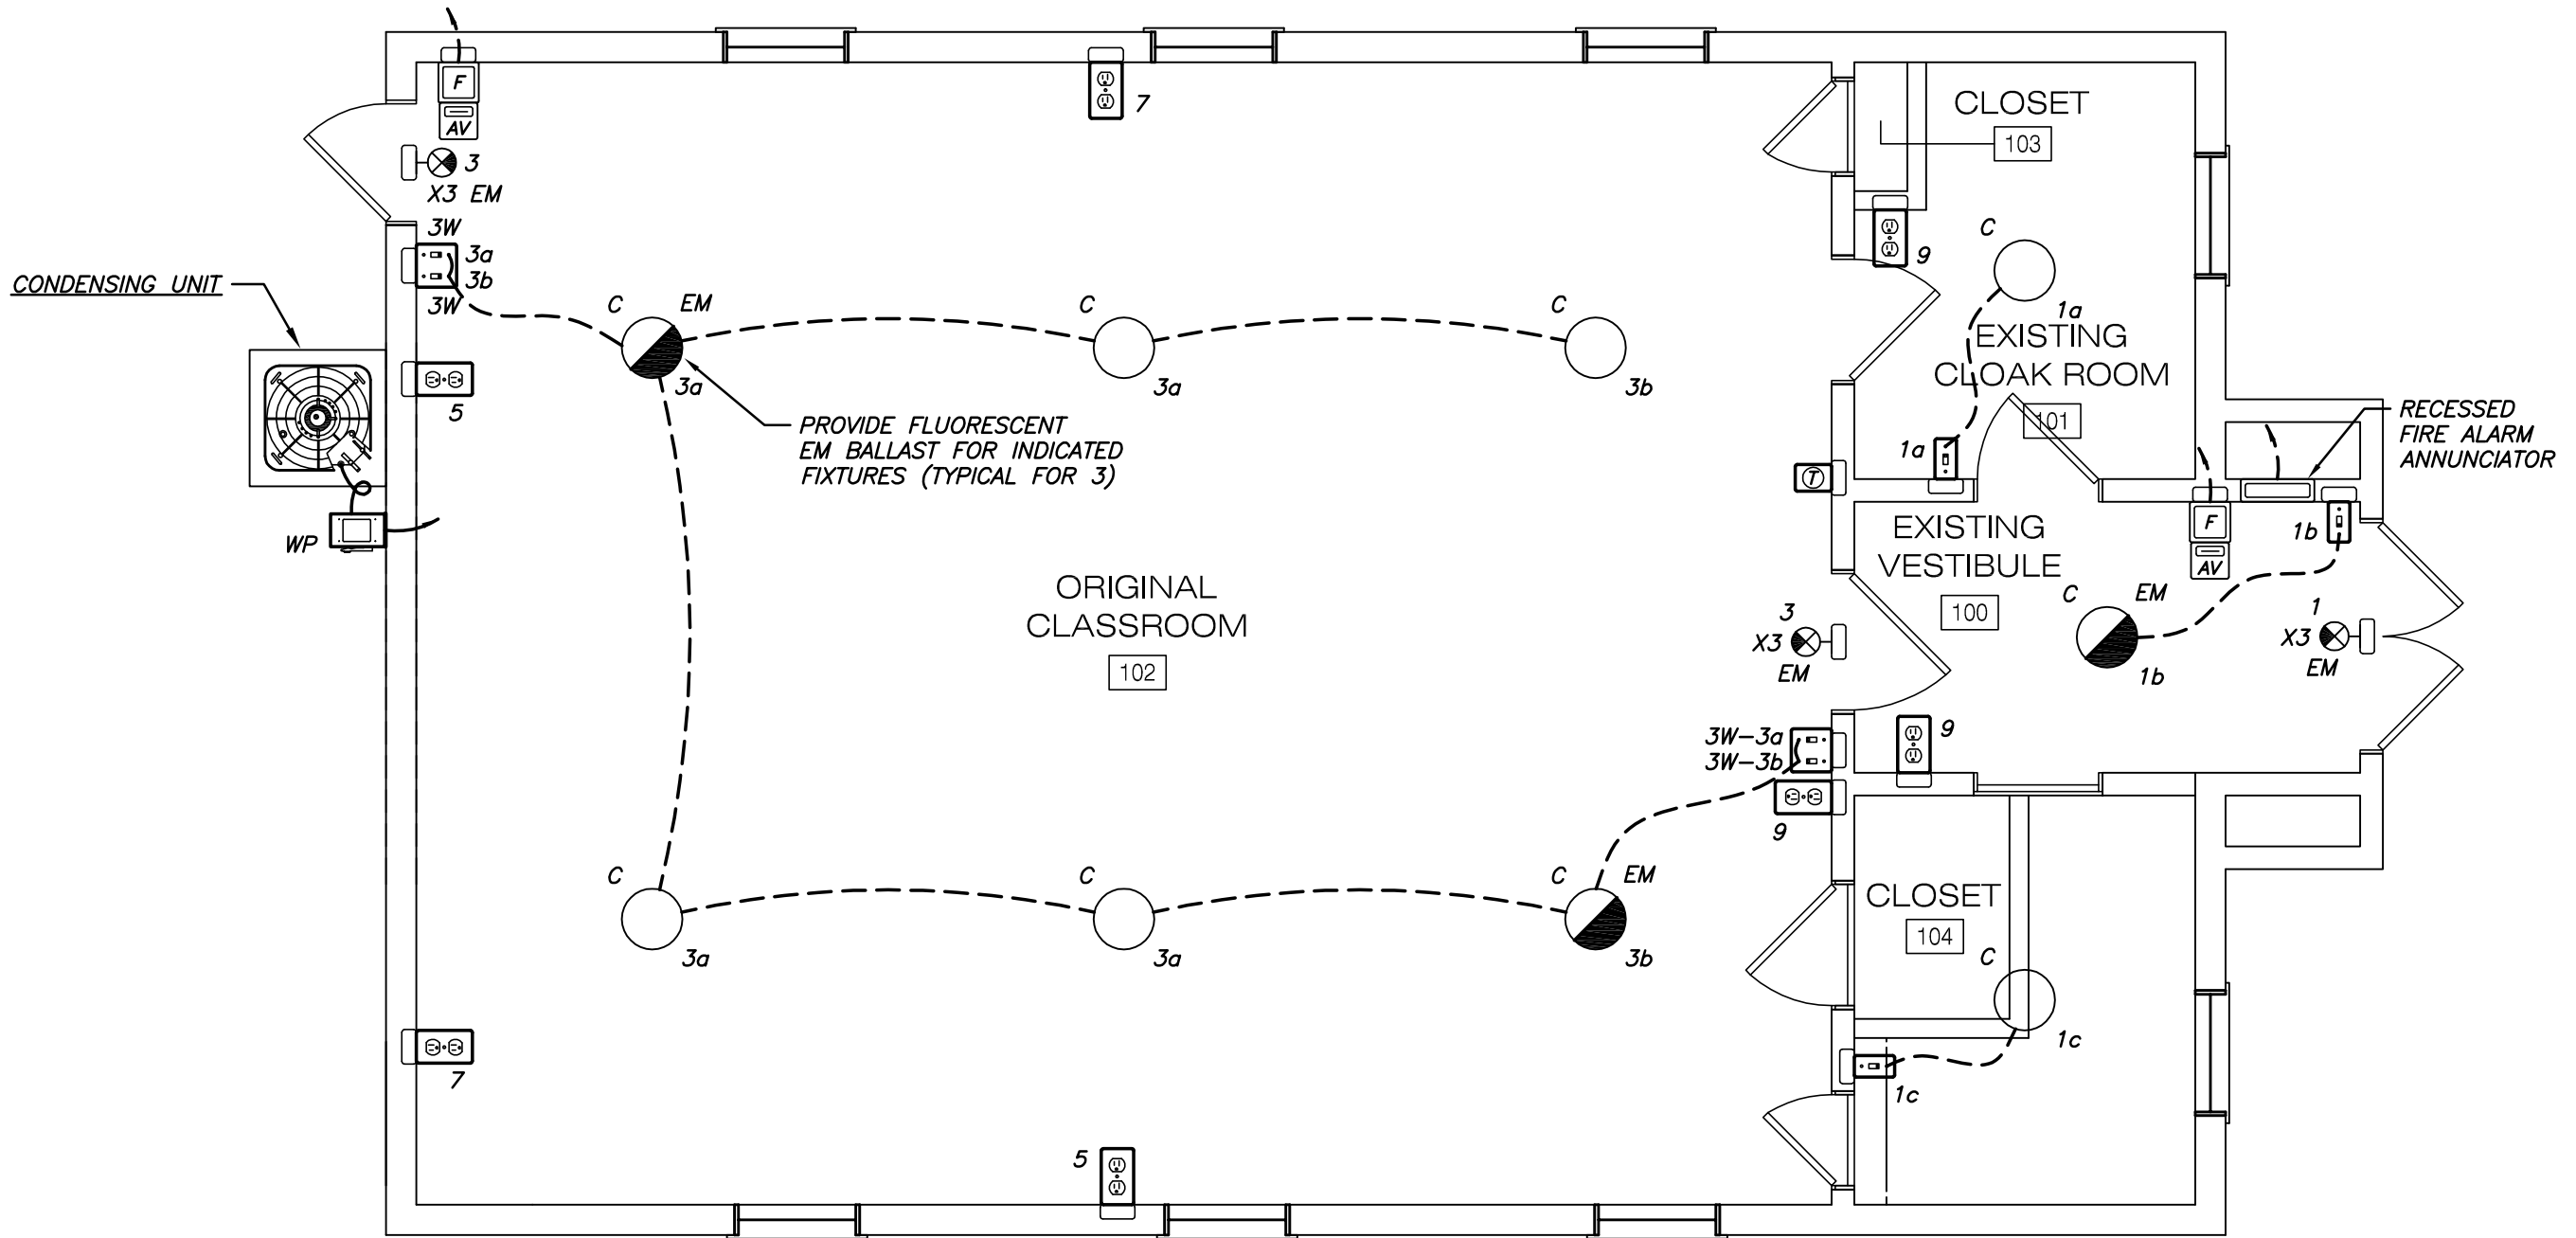 F
AV
3
X3 EM
3W
3a
3b
3W
CONDENSING UNIT
5
WP
7
C
EM
3a
C
3a
C
3b
PROVIDE FLUORESCENT
EM BALLAST FOR INDICATED
FIXTURES (TYPICAL FOR 3)
ORIGINAL
CLASSROOM
102
C
3a
C
3a
C
EM
3b
7
5
CLOSET
103
9
C
1a
EXISTING
CLOAK ROOM
101
1a
T
RECESSED
FIRE ALARM
ANNUNCIATOR
EXISTING
VESTIBULE
100
F
AV
1b
C
EM
1b
3
X3
EM
1
X3
EM
3W-3a
3W-3b
9
9
CLOSET
104
C
1c
1c